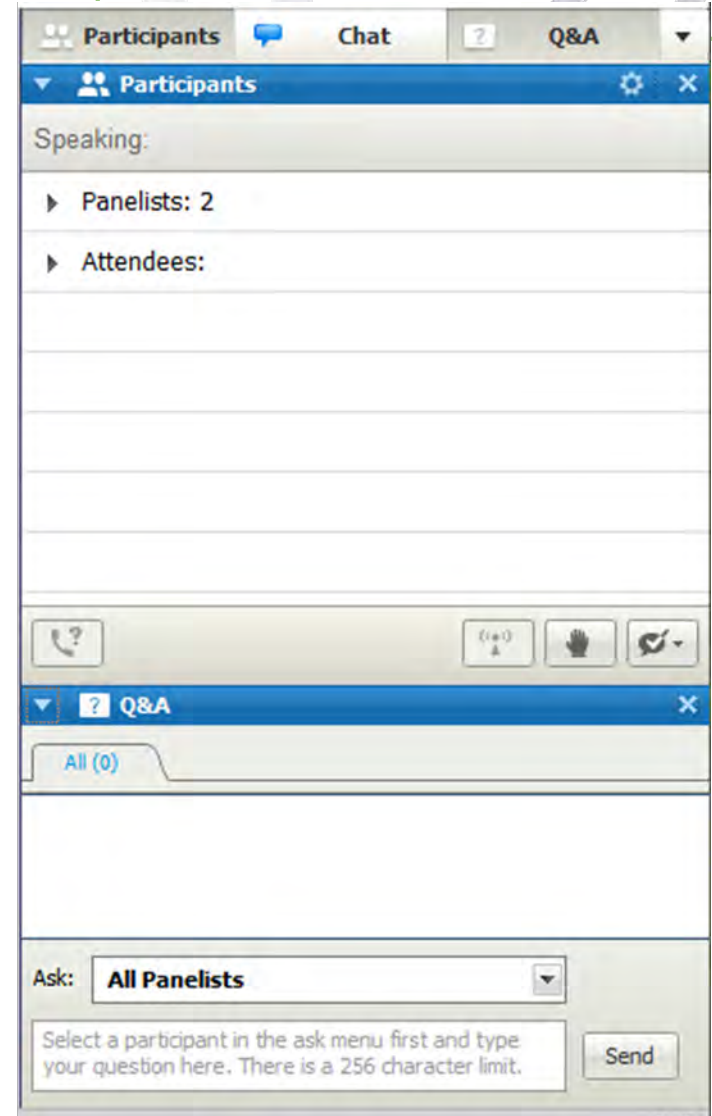 Participants Chat ? Q&A
Participants
Speaking:
Panelists: 2
Attendees:
?
? Q&A
All (0)
Ask: All Panelists
Select a participant in the ask menu first and type
your question here. There is a 256 character limit.
Send